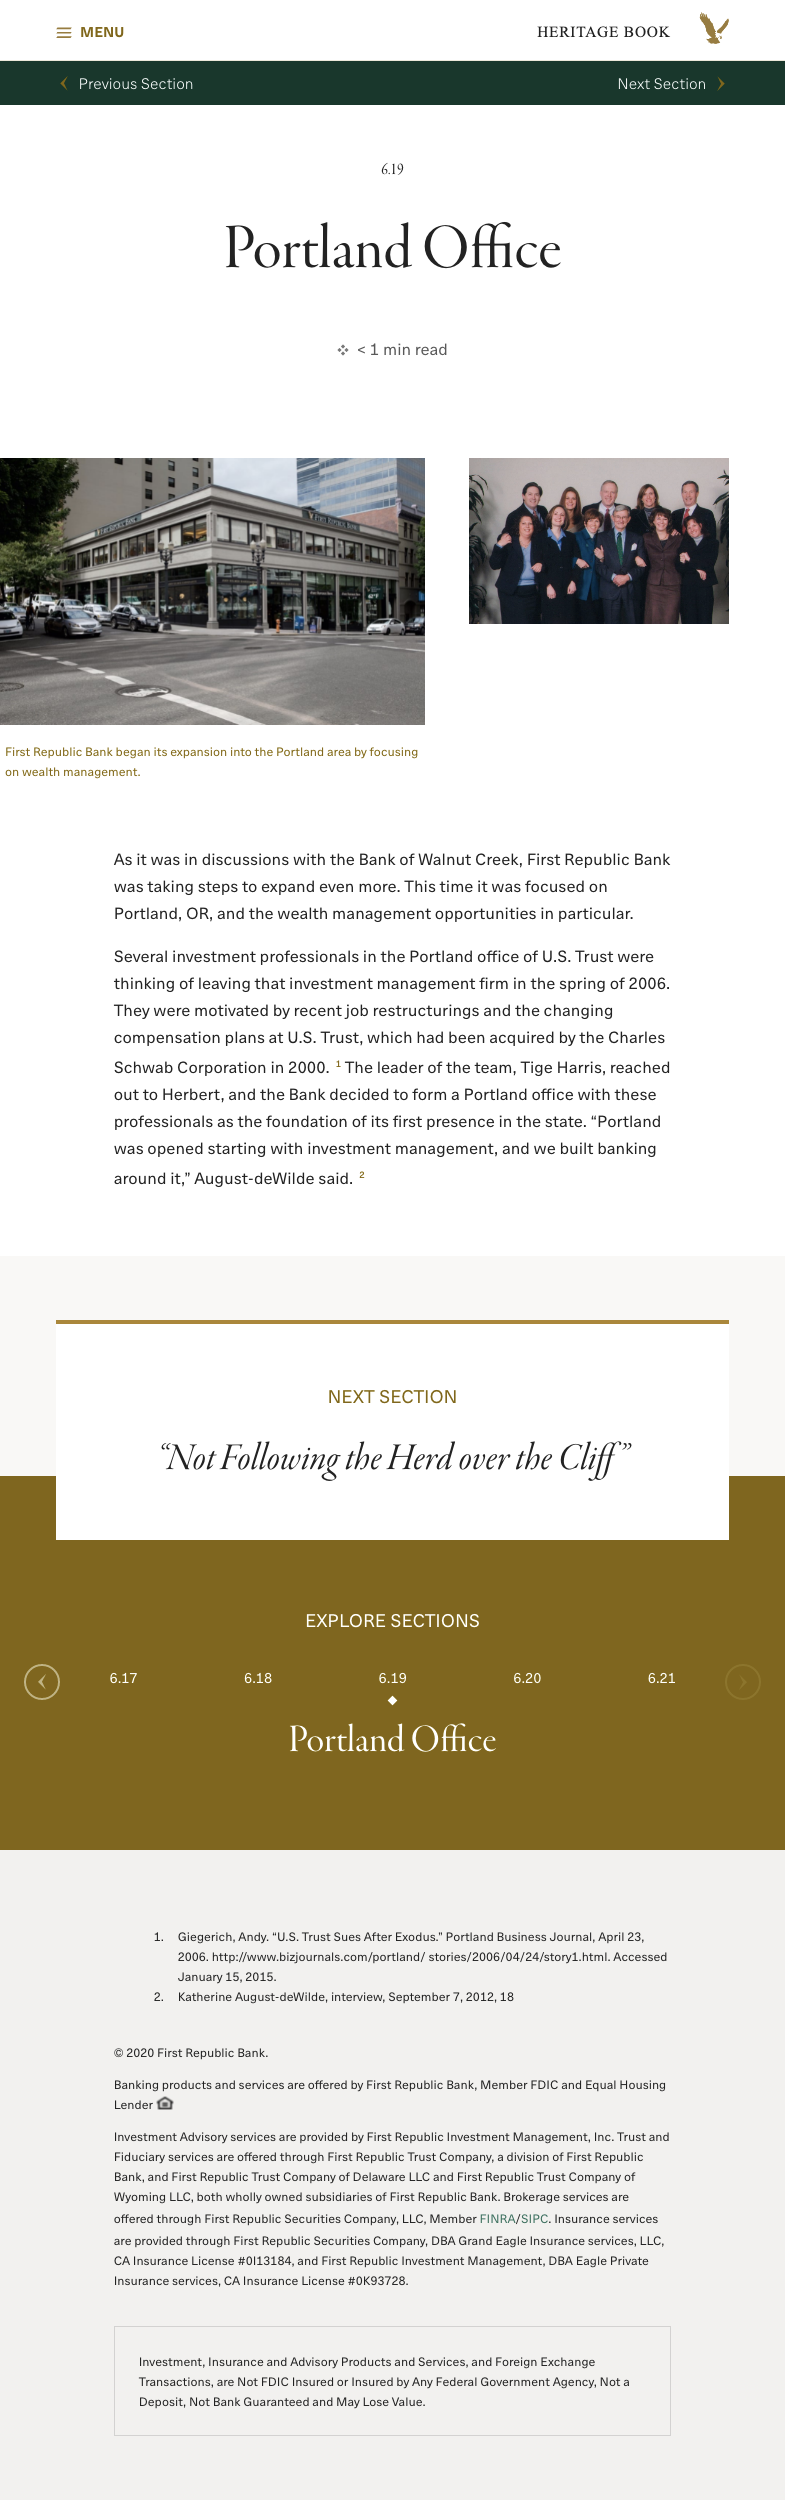 MENU
HERITAGE BOOK
Previous Section
Next Section
6.19
Portland Office
< 1 min read
FIRST REPUBLIC BANK
FIRST REPUBLIC BANK
First Republic Bank began its expansion into the Portland area by focusing
on wealth management.
As it was in discussions with the Bank of Walnut Creek, First Republic Bank
was taking steps to expand even more. This time it was focused on
Portland, OR, and the wealth management opportunities in particular.
Several investment professionals in the Portland office of U.S. Trust were
thinking of leaving that investment management firm in the spring of 2006.
They were motivated by recent job restructurings and the changing
compensation plans at U.S. Trust, which had been acquired by the Charles
Schwab Corporation in 2000. 1 The leader of the team, Tige Harris, reached
out to Herbert, and the Bank decided to form a Portland office with these
professionals as the foundation of its first presence in the state. “Portland
was opened starting with investment management, and we built banking
around it,” August-deWilde said. 2
NEXT SECTION
“Not Following the Herd over the Cliff”
EXPLORE SECTIONS
6.17 6.18 6.19 6.20 6.21
Portland Office
1. Giegerich, Andy. “U.S. Trust Sues After Exodus.” Portland Business Journal, April 23,
2006. http://www.bizjournals.com/portland/ stories/2006/04/24/story1.html. Accessed
January 15, 2015.
2. Katherine August-deWilde, interview, September 7, 2012, 18
© 2020 First Republic Bank.
Banking products and services are offered by First Republic Bank, Member FDIC and Equal Housing
Lender
Investment Advisory services are provided by First Republic Investment Management, Inc. Trust and
Fiduciary services are offered through First Republic Trust Company, a division of First Republic
Bank, and First Republic Trust Company of Delaware LLC and First Republic Trust Company of
Wyoming LLC, both wholly owned subsidiaries of First Republic Bank. Brokerage services are
offered through First Republic Securities Company, LLC, Member FINRA/SIPC. Insurance services
are provided through First Republic Securities Company, DBA Grand Eagle Insurance services, LLC,
CA Insurance License #0I13184, and First Republic Investment Management, DBA Eagle Private
Insurance services, CA Insurance License #0K93728.
Investment, Insurance and Advisory Products and Services, and Foreign Exchange
Transactions, are Not FDIC Insured or Insured by Any Federal Government Agency, Not a
Deposit, Not Bank Guaranteed and May Lose Value.